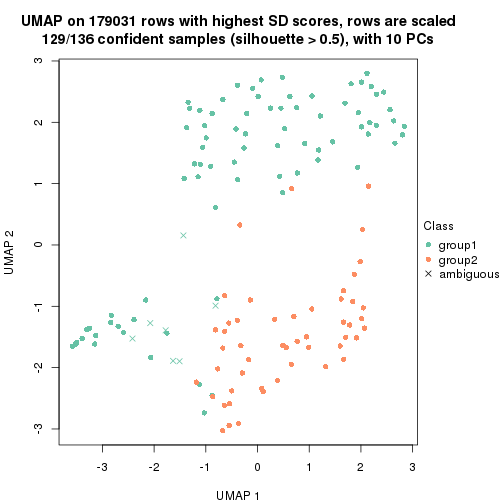 UMAP on 179031 rows with highest SD scores, rows are scaled
129/136 confident samples (silhouette > 0.5), with 10 PCs
3
2
1
0
-1
-2
-3
UMAP 2
-3
-2
-1
0
1
2
3
UMAP 1
Class
group1
group2
ambiguous